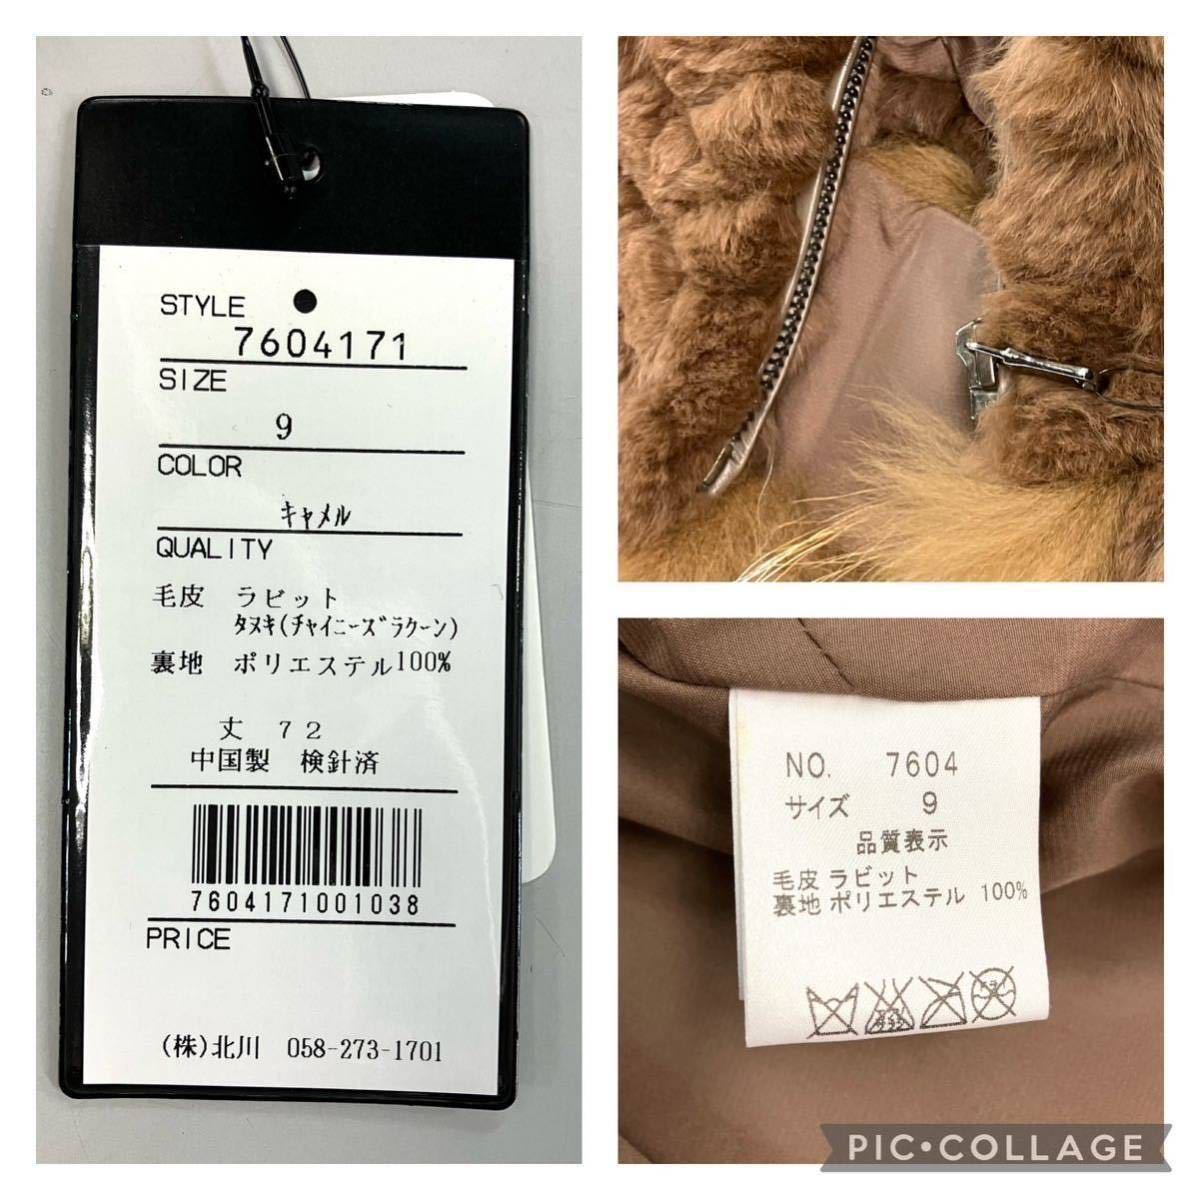 STYLE
7604171
SIZE
9
COLOR
キャメル
QUALITY
毛皮 ラビット
タヌキ(チャイニーズラクーン)
裏地 ポリエステル100%
丈 72
中国製 検針済
7604171001038
PRICE
(株)北川 058-273-1701
NO. 7604
サイズ 9
品質表示
毛皮 ラビット
裏地 ポリエステル 100%
PIC•COLLAGE